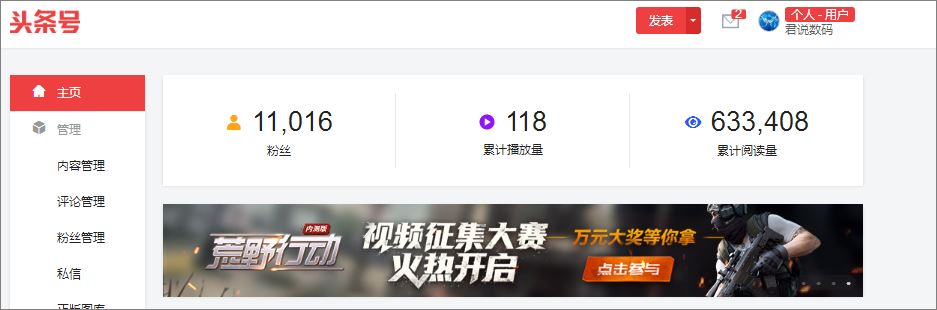 头条号
发表
2
个人 - 用户
君说数码
主页
管理
内容管理
评论管理
粉丝管理
私信
正版图库
11,016
粉丝
118
累计播放量
633,408
累计阅读量
荒野行动
内测版
视频征集大赛
火热开启
万元大奖等你拿
点击参与